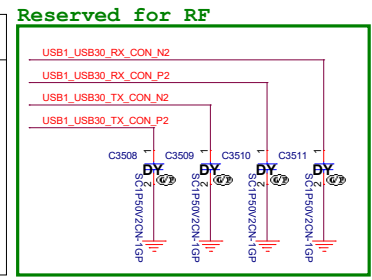 Reserved for RF
USB1_USB30_RX_CON_N2
USB1_USB30_RX_CON_P2
USB1_USB30_TX_CON_N2
USB1_USB30_TX_CON_P2
C3508 C3509 C3510 C3511
1 1 1 1
DY DY DY DY
G/P G/P G/P G/P
2 2 2 2
SC1P50V2CN-1GP SC1P50V2CN-1GP SC1P50V2CN-1GP SC1P50V2CN-1GP